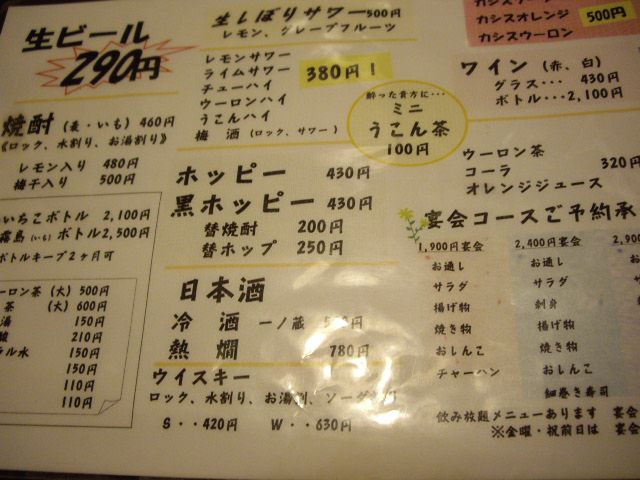 生ビール
290円
焼酎 (麦・いも) 460円
《ロック、水割り、お湯割り》
レモン入り 480円
梅干入り 500円
いちこボトル 2,100円
霧島(いも)ボトル2,500円
ボトルキープ2ヶ月可
ーロン茶(大)500円
茶 (大)600円
湯 150円
210円
ラル水 150円
150円
110円
110円
生しぼりサワー500円
レモン、グレープフルーツ
レモンサワー
ライムサワー
チューハイ
ウーロンハイ
うこんハイ
梅 酒(ロック、サワー)
380円!
ホッピー 430円
黒ホッピー 430円
替焼酎 200円
替ホップ 250円
日本酒
冷 酒 一ノ蔵
熱 燗 780円
ウイスキー
ロック、水割り、お湯割、ソーダ
S・・420円 W・・630円
酔った貴方に・・・
ミニ
うこん茶
100円
カシスオレンジ
カシスウーロン
500円
ワイン(赤、白)
グラス・・・ 430円
ボトル・・・2,100円
ウーロン茶
コーラ
オレンジジュース
320円
宴会コースご予約承
1,900円宴会
お通し
サラダ
揚げ物
焼き物
おしんこ
チャーハン
2,400円宴会
お通し
サラダ
刺身
揚げ物
焼き物
おしんこ
細巻き寿司
2,900
飲み放題メニューあります 宴会
※金曜・祝前日は 宴